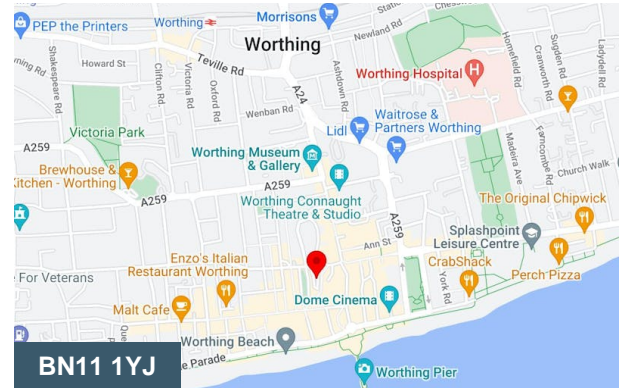 PEP the Printers
Worthing
Morrisons
Newland Rd
Worthing
Teville Rd
Howard St
Shakespeare Rd
Clifton Rd
Victoria Rd
Oxford Rd
A24
Ashdown Rd
Worthing Hospital
Homefield Rd
Cranworth Rd
Sugden Rd
Ladydell Rd
Wenban Rd
Waitrose &
Partners Worthing
Lidl
Victoria Park
A259
Worthing Museum
& Gallery
Madeira Ave
Farncombe Rd
Church Walk
Brewhouse &
Kitchen - Worthing
A259
A259
Worthing Connaught
Theatre & Studio
A259
The Original Chipwick
Splashpoint
Leisure Centre
Ann St
Enzo's Italian
Restaurant Worthing
e For Veterans
CrabShack
York Rd
Perch Pizza
Dome Cinema
Malt Cafe
Worthing Beach
e Parade
Worthing Pier
BN11 1YJ